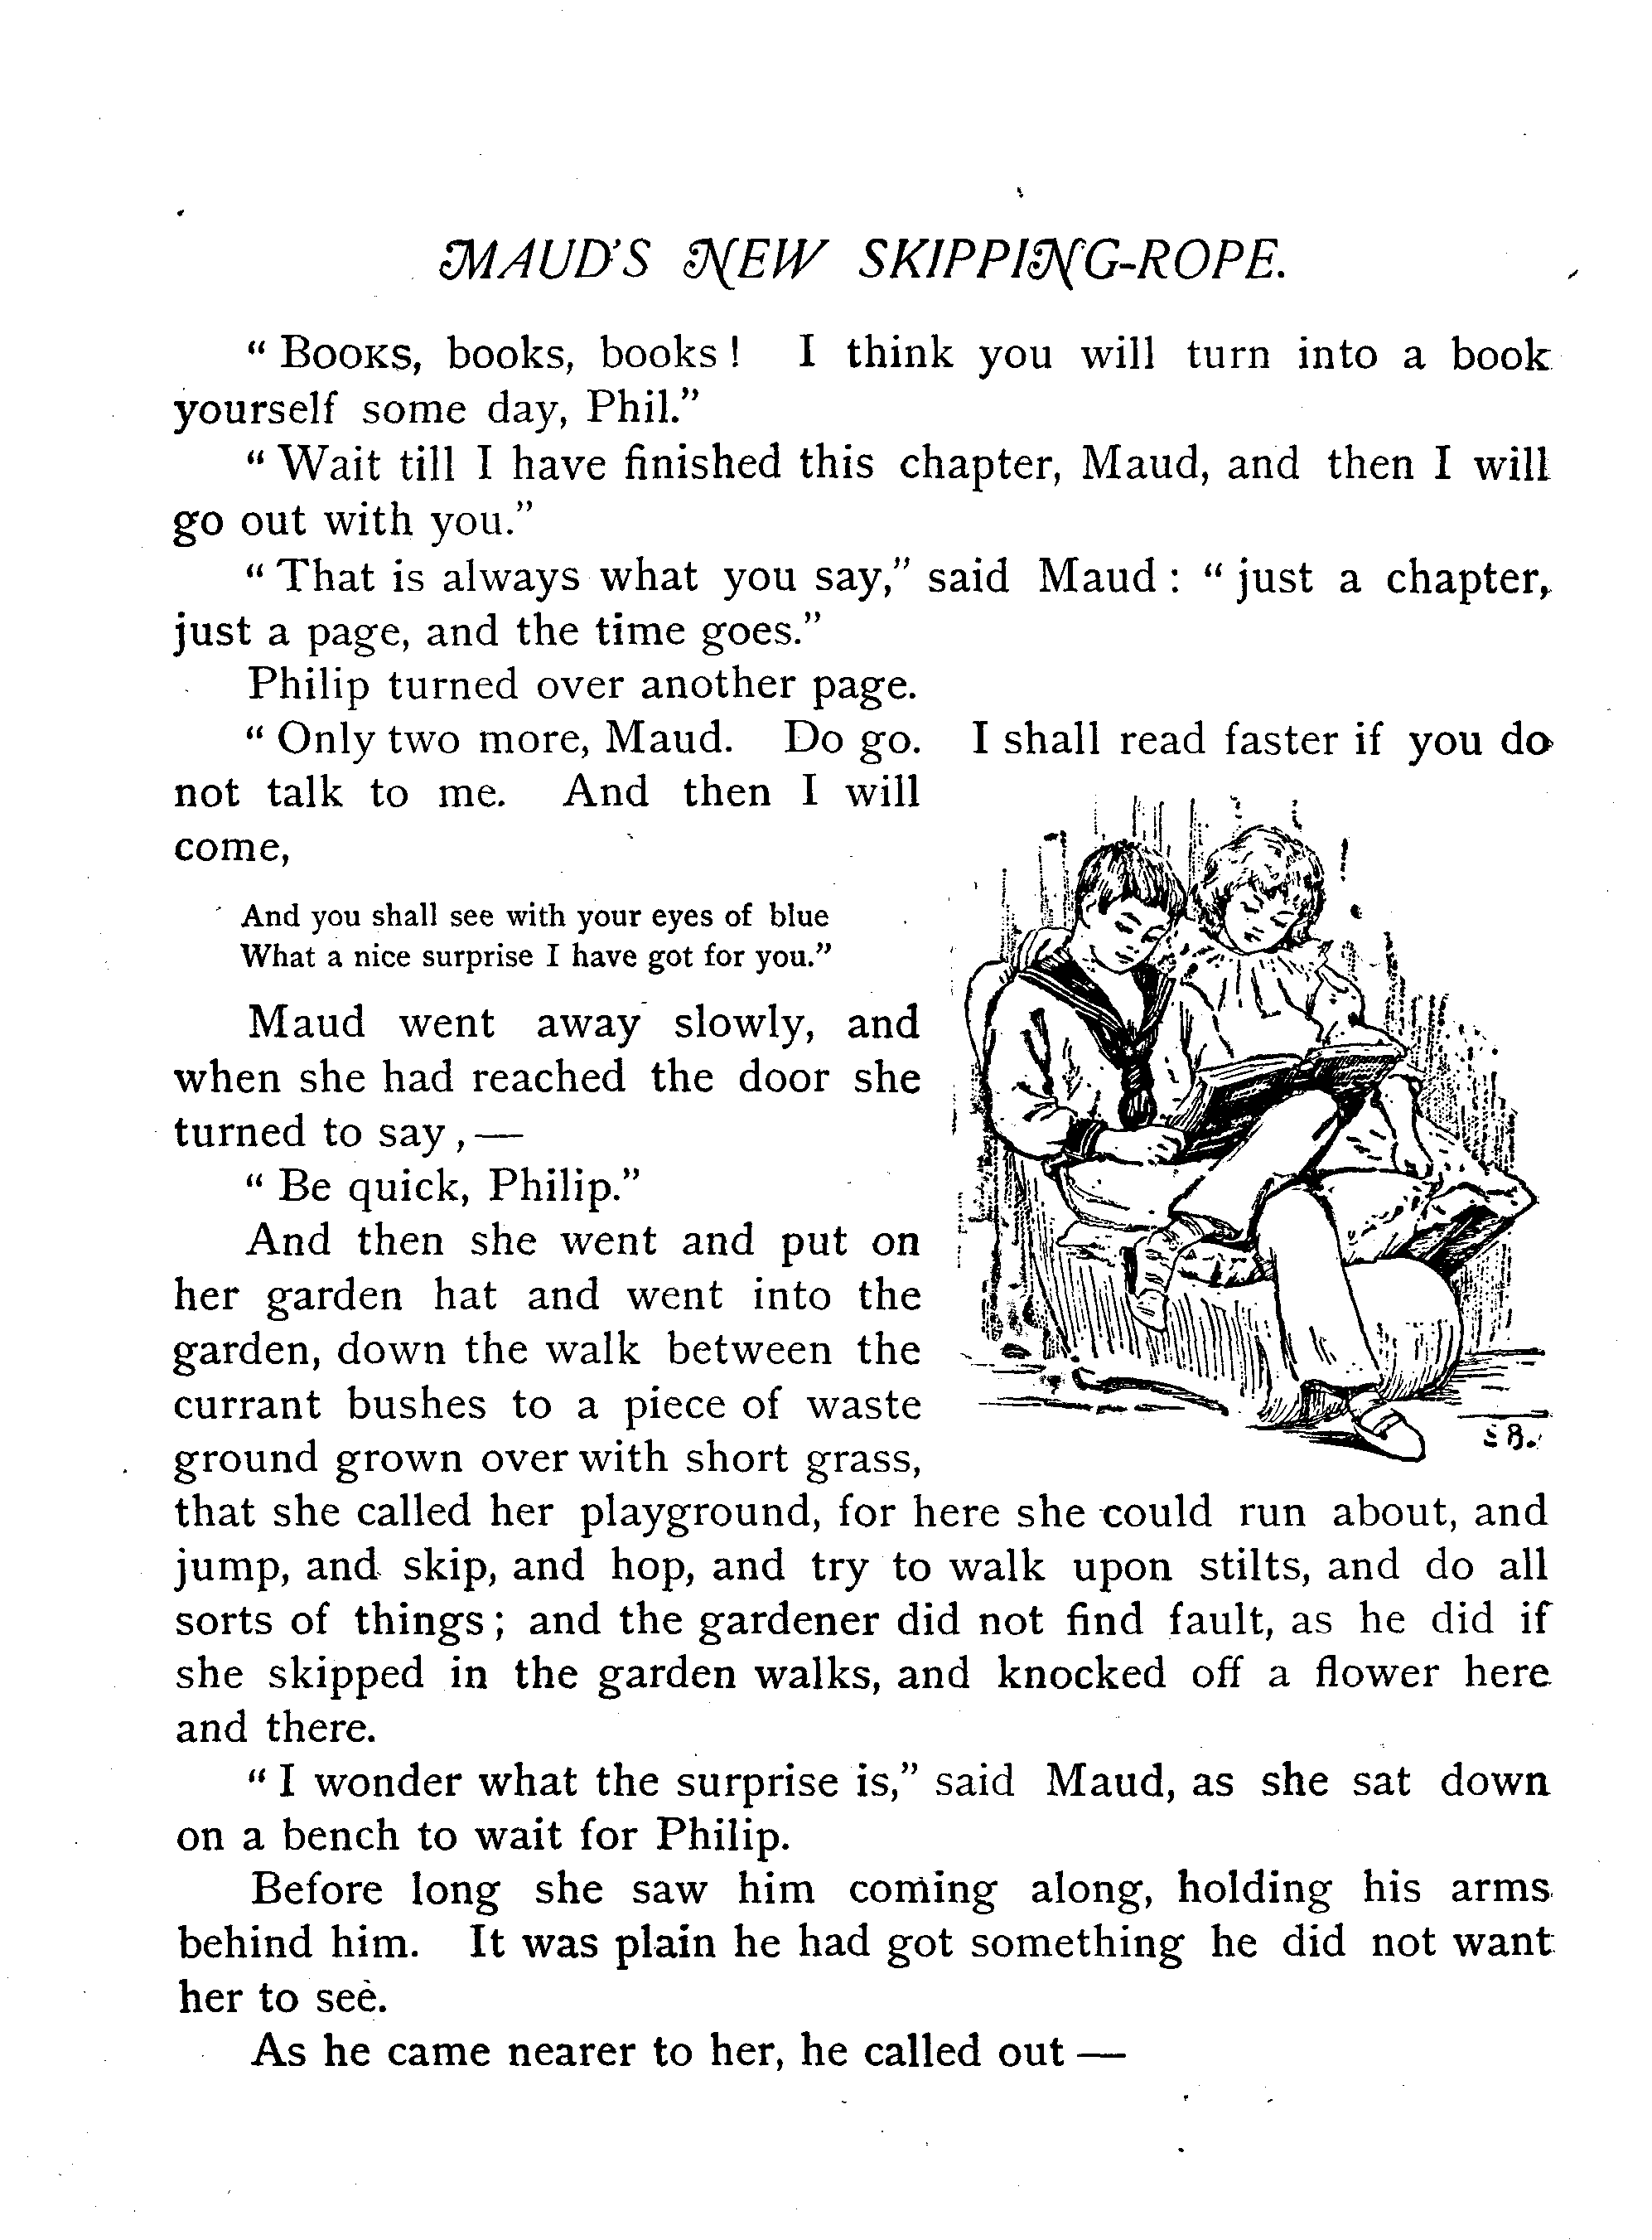 MAUD'S NEW SKIPPING-ROPE.
" BOOKS, books, books ! I think you will turn into a book
yourself some day, Phil."
" Wait till I have finished this chapter, Maud, and then I will
go out with you."
" That is always what you say," said Maud : " just a chapter,
just a page, and the time goes."
Philip turned over another page.
" Only two more, Maud. Do go. I shall read faster if you do
not talk to me. And then I will
come,
And you shall see with your eyes of blue
What a nice surprise I have got for you."
Maud went away slowly, and
when she had reached the door she
turned to say , —
" Be quick, Philip."
And then she went and put on
her garden hat and went into the
garden, down the walk between the
currant bushes to a piece of waste
ground grown over with short grass,
that she called her playground, for here she could run about, and
jump, and skip, and hop, and try to walk upon stilts, and do all
sorts of things ; and the gardener did not find fault, as he did if
she skipped in the garden walks, and knocked off a flower here
and there.
" I wonder what the surprise is," said Maud, as she sat down
on a bench to wait for Philip.
Before long she saw him coming along, holding his arms
behind him. It was plain he had got something he did not want
her to see.
As he came nearer to her, he called out —